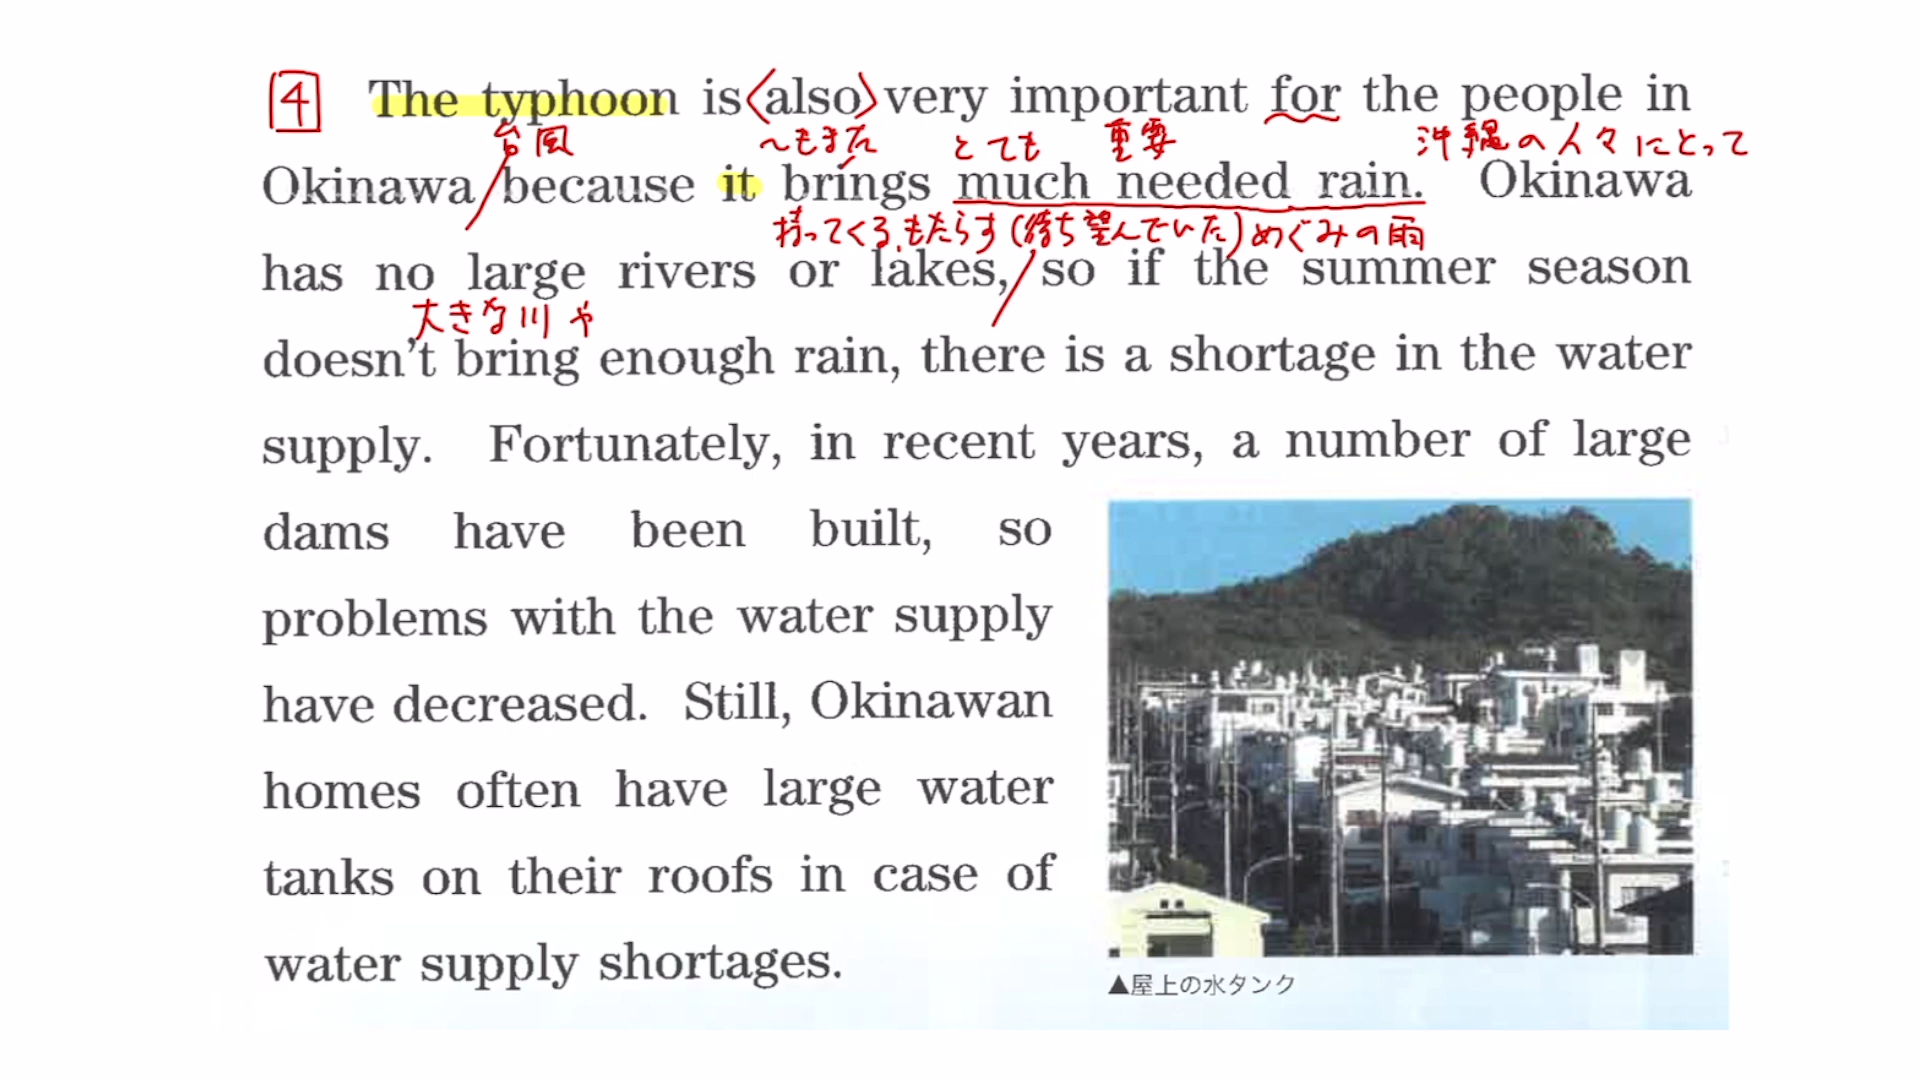 4 The typhoon is〈also〉very important for the people in
台風 〜もまた とても 重要 沖縄の人々にとって
Okinawa / because it brings much needed rain. Okinawa
持ってくる,もたらす(待ち望んでいた)めぐみの雨
has no large rivers or lakes, / so if the summer season
大きな川や
doesn't bring enough rain, there is a shortage in the water
supply. Fortunately, in recent years, a number of large
dams have been built, so
problems with the water supply
have decreased. Still, Okinawan
homes often have large water
tanks on their roofs in case of
water supply shortages.
▲屋上の水タンク